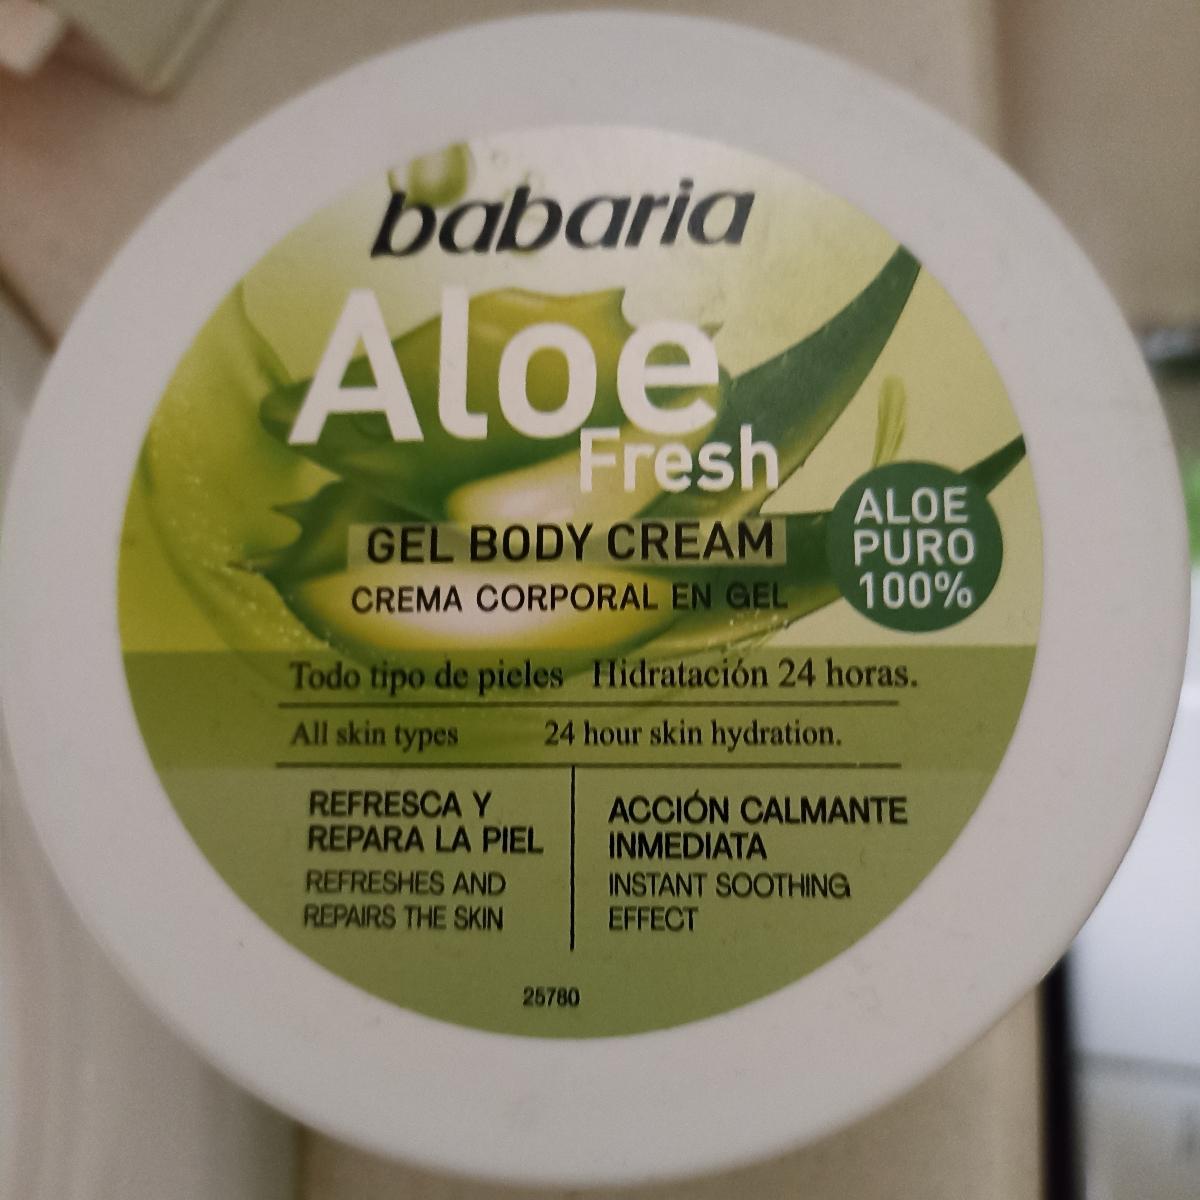 babaria
Aloe
Fresh
GEL BODY CREAM
CREMA CORPORAL EN GEL
ALOE
PURO
100%
Todo tipo de pieles Hidratación 24 horas.
All skin types 24 hour skin hydration.
REFRESCA Y
REPARA LA PIEL
REFRESHES AND
REPAIRS THE SKIN
ACCIÓN CALMANTE
INMEDIATA
INSTANT SOOTHING
EFFECT
25780